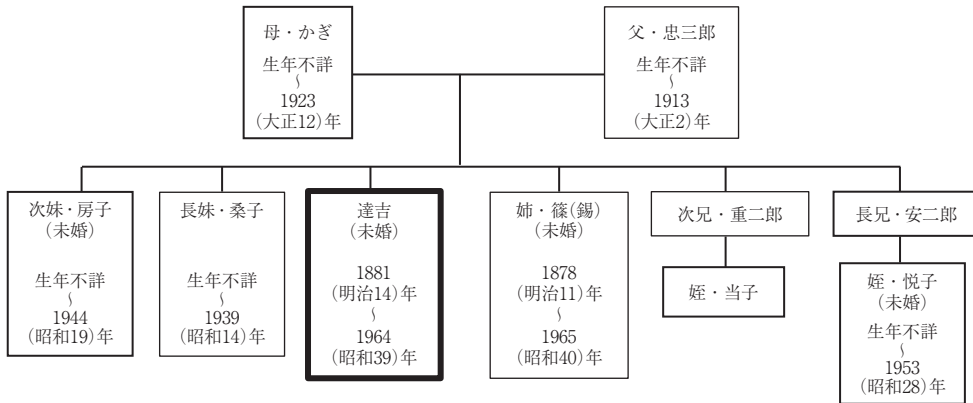 母・かぎ
生年不詳
〜
1923
(大正12)年
父・忠三郎
生年不詳
〜
1913
(大正2)年
次妹・房子
(未婚)
生年不詳
〜
1944
(昭和19)年
長妹・桑子
生年不詳
〜
1939
(昭和14)年
達吉
(未婚)
1881
(明治14)年
〜
1964
(昭和39)年
姉・篠(錫)
(未婚)
1878
(明治11)年
〜
1965
(昭和40)年
次兄・重二郎
姪・当子
長兄・安二郎
姪・悦子
(未婚)
生年不詳
〜
1953
(昭和28)年